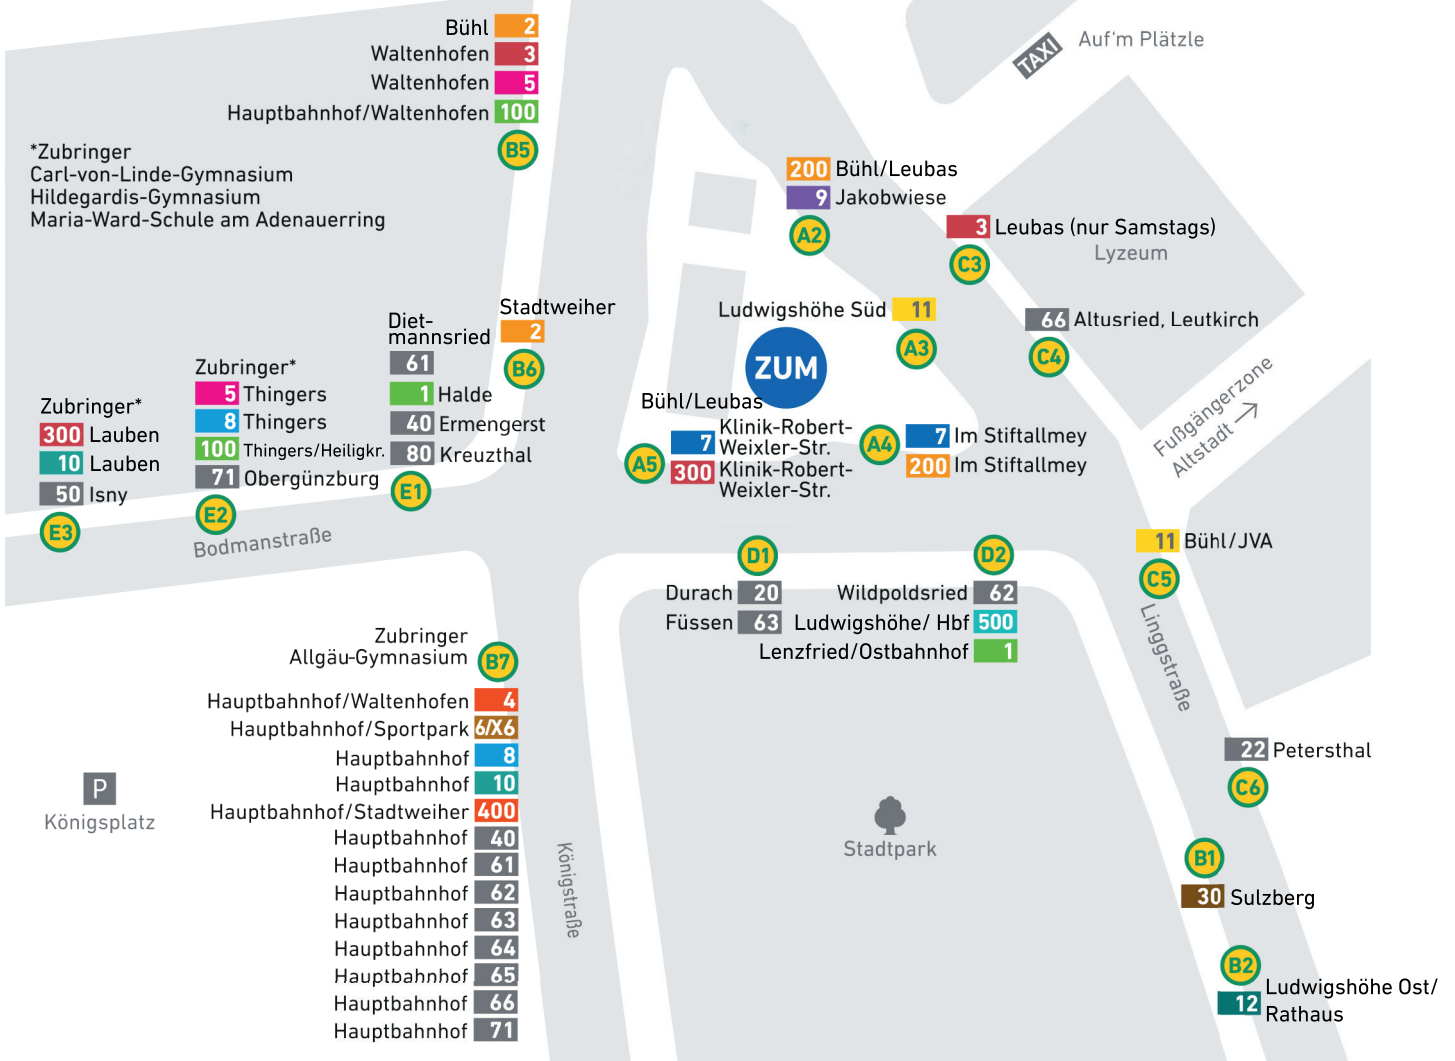 Bühl 2
Waltenhofen 3
Waltenhofen 5
Hauptbahnhof/Waltenhofen 100
B5
*Zubringer
Carl-von-Linde-Gymnasium
Hildegardis-Gymnasium
Maria-Ward-Schule am Adenauerring
TAXI
Auf'm Plätzle
200 Bühl/Leubas
9 Jakobwiese
A2
3 Leubas (nur Samstags)
C3
Lyzeum
Ludwigshöhe Süd 11
A3
66 Altusried, Leutkirch
C4
ZUM
Fußgängerzone
Altstadt
Stadtweiher
2
B6
Diet-
mannsried
61
1 Halde
40 Ermengerst
80 Kreuzthal
E1
Zubringer*
5 Thingers
8 Thingers
100 Thingers/Heiligkr.
71 Obergünzburg
E2
Zubringer*
300 Lauben
10 Lauben
50 Isny
E3
Bodmanstraße
Bühl/Leubas
7 Klinik-Robert-
Weixler-Str.
300 Klinik-Robert-
Weixler-Str.
A5
A4
7 Im Stiftallmey
200 Im Stiftallmey
D1
Durach 20
Füssen 63
D2
Wildpoldsried 62
Ludwigshöhe/ Hbf 500
Lenzfried/Ostbahnhof 1
11 Bühl/JVA
C5
Linggstraße
22 Petersthal
C6
B1
30 Sulzberg
B2
12 Ludwigshöhe Ost/
Rathaus
Zubringer
Allgäu-Gymnasium
B7
Hauptbahnhof/Waltenhofen 4
Hauptbahnhof/Sportpark 6/X6
Hauptbahnhof 8
Hauptbahnhof 10
Hauptbahnhof/Stadtweiher 400
Hauptbahnhof 40
Hauptbahnhof 61
Hauptbahnhof 62
Hauptbahnhof 63
Hauptbahnhof 64
Hauptbahnhof 65
Hauptbahnhof 66
Hauptbahnhof 71
P
Königsplatz
Königstraße
Stadtpark